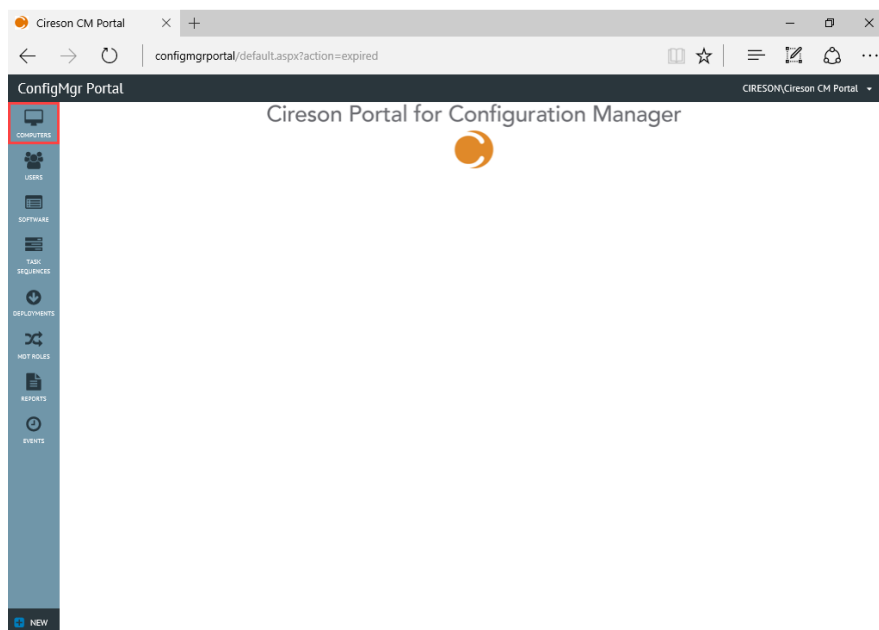 Cireson CM Portal
configmgrportal/default.aspx?action=expired
ConfigMgr Portal
CIRESON\Cireson CM Portal
Cireson Portal for Configuration Manager
COMPUTERS
USERS
SOFTWARE
TASK
SEQUENCES
DEPLOYMENTS
MDT ROLES
REPORTS
EVENTS
NEW